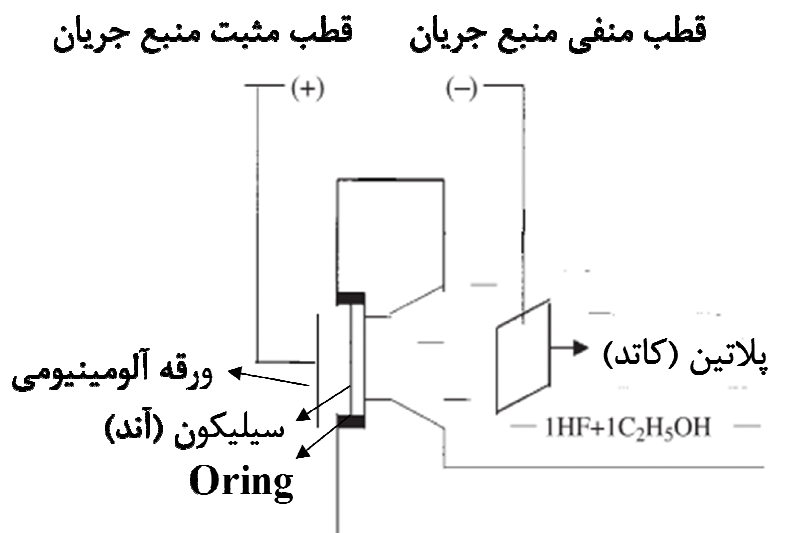 قطب منفی منبع جریان
قطب مثبت منبع جریان
(+)
(–)
پلاتین (کاتد)
ورقه آلومینیومی
سیلیکون (آند)
1HF+1C₂H₅OH
Oring